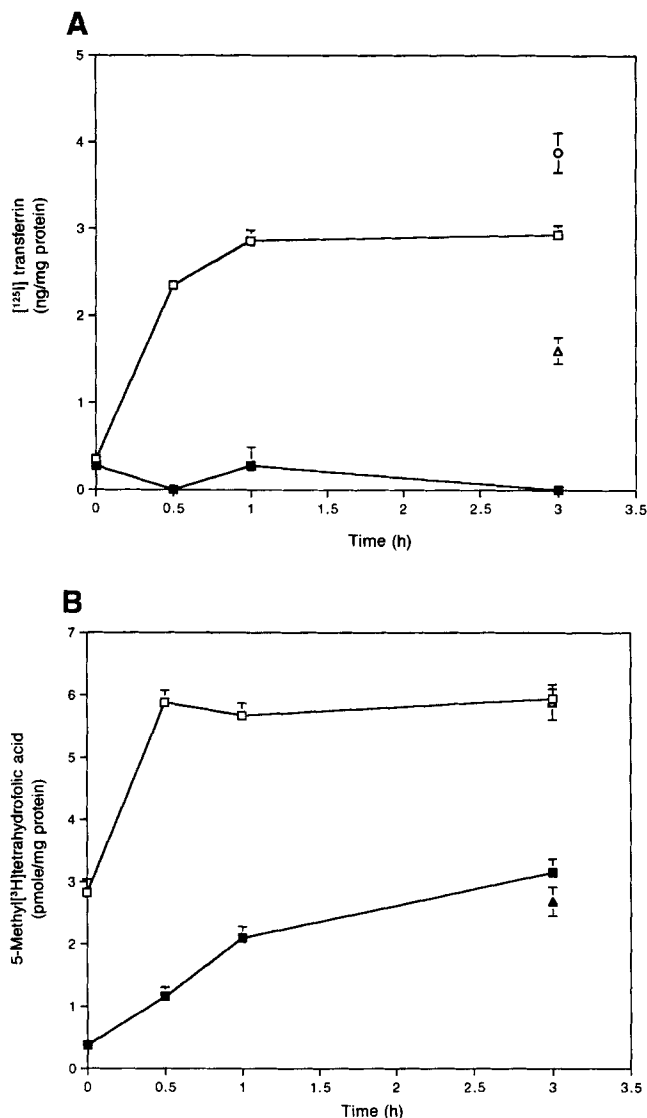 A
5
4
3
2
1
0
0 0.5 1 1.5 2 2.5 3 3.5
[¹²⁵I] transferrin
(ng/mg protein)
Time (h)
B
7
6
5
4
3
2
1
0
0 0.5 1 1.5 2 2.5 3 3.5
5-Methyl[³H]tetrahydrofolic acid
(pmole/mg protein)
Time (h)